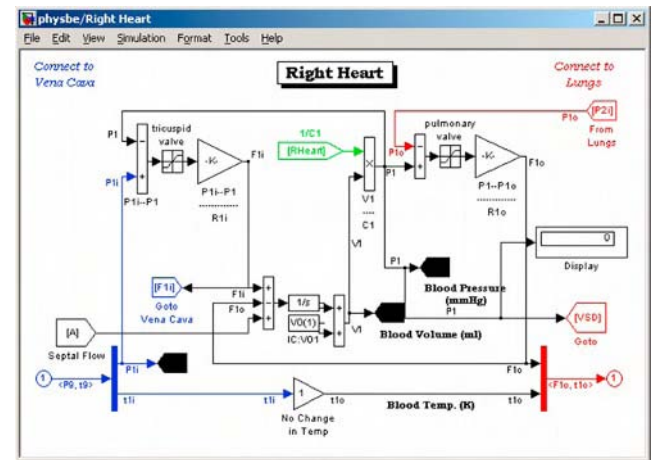 physbe/Right Heart
File Edit View Simulation Format Tools Help
Connect to
Vena Cava
Right Heart
Connect to
Lungs
P1
tricuspid
valve
-K-
F1i
P1i
P1i--P1
P1i--P1
R1i
1/C1
[RHeart]
X
V1
C1
V1
P1o
P1
pulmonary
valve
-K-
P1--P1o
R1o
P1o
[P2i]
From
Lungs
0
Display
P1
Blood Pressure
(mmHg)
[F1i]
Goto
Vena Cava
F1i
F1o
1/s
V0(1)
IC:V01
V1
Blood Volume (ml)
P1
[VSD]
Goto
[A]
Septal Flow
P1i
F1o
1
<P9, t9>
t1i
t1i
1
t1o
No Change
in Temp
Blood Temp. (K)
t1o
<F1o, t1o>
1